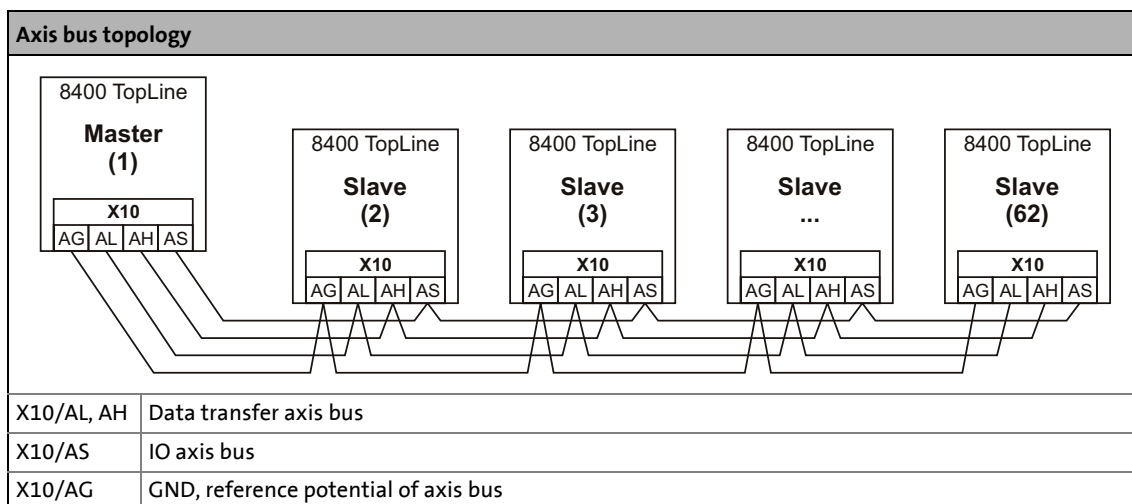 Axis bus topology
8400 TopLine
Master
(1)
X10
AG AL AH AS
8400 TopLine
Slave
(2)
X10
AG AL AH AS
8400 TopLine
Slave
(3)
X10
AG AL AH AS
8400 TopLine
Slave
...
X10
AG AL AH AS
8400 TopLine
Slave
(62)
X10
AG AL AH AS
X10/AL, AH Data transfer axis bus
X10/AS IO axis bus
X10/AG GND, reference potential of axis bus